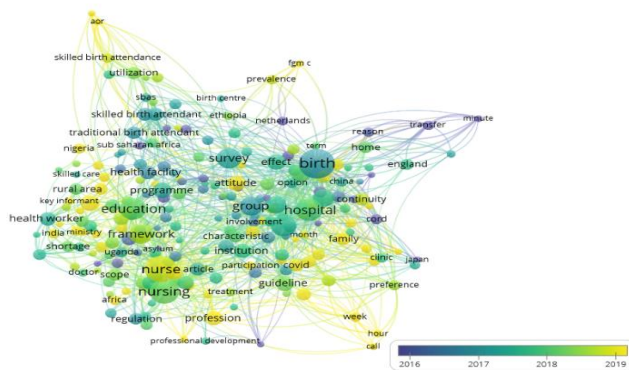 aor
skilled birth attendance
utilization
fgm c
prevalence
sbas
birth centre
skilled birth attendant
ethiopia
netherlands
reason
transfer
minute
traditional birth attendant
term
home
nigeria
sub saharan africa
survey
effect
birth
england
skilled care
health facility
attitude
option
china
rural area
programme
continuity
key informant
education
group
hospital
cord
health worker
framework
involvement
india
ministry
characteristic
month
family
shortage
uganda
asylum
institution
clinic
japan
doctor
scope
nurse
article
participation
covid
preference
nursing
treatment
guideline
africa
regulation
profession
week
professional development
hour
call
2016 2017 2018 2019